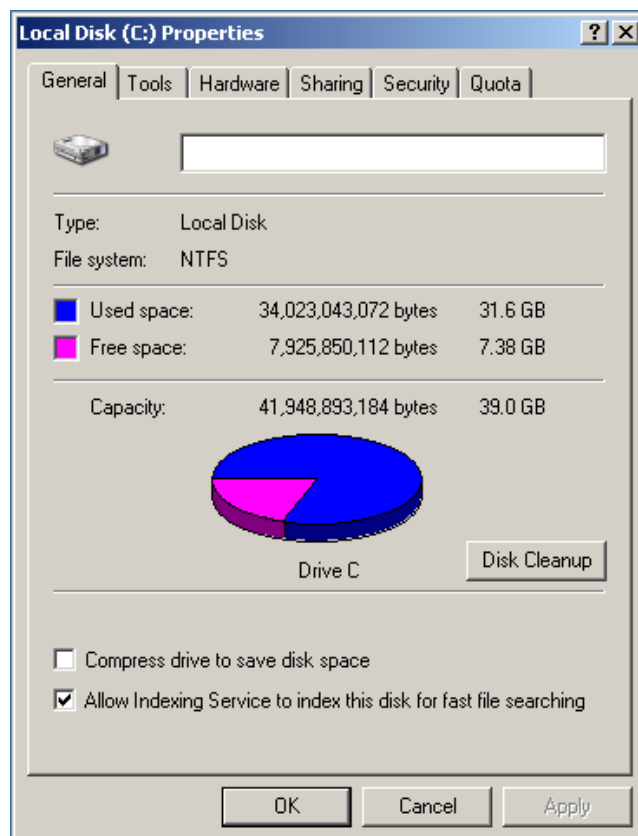 Local Disk (C:) Properties
General Tools Hardware Sharing Security Quota
Type: Local Disk
File system: NTFS
Used space: 34,023,043,072 bytes 31.6 GB
Free space: 7,925,850,112 bytes 7.38 GB
Capacity: 41,948,893,184 bytes 39.0 GB
Drive C
Disk Cleanup
Compress drive to save disk space
Allow Indexing Service to index this disk for fast file searching
OK Cancel Apply